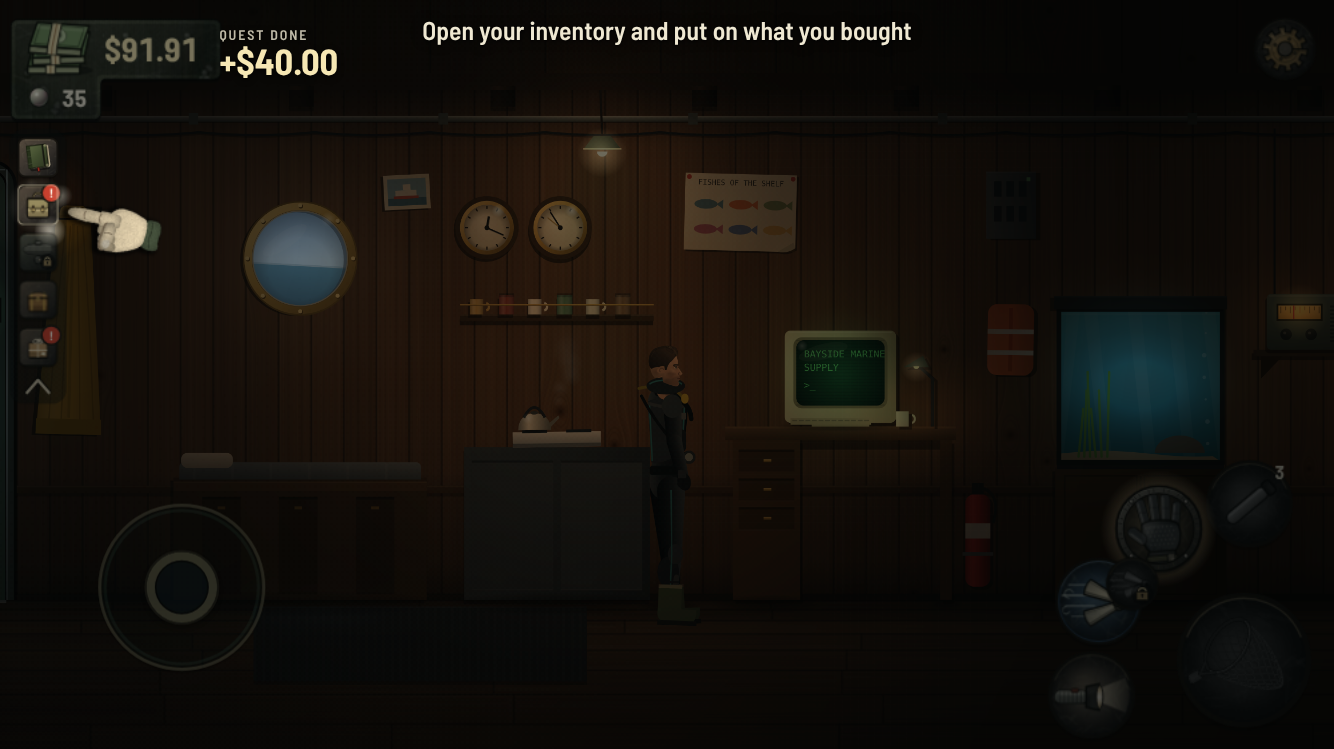 Open your inventory and put on what you bought
$91.91
QUEST DONE
+$40.00
35
FISHES OF THE SHELF
BAYSIDE MARINE
SUPPLY
>_
3